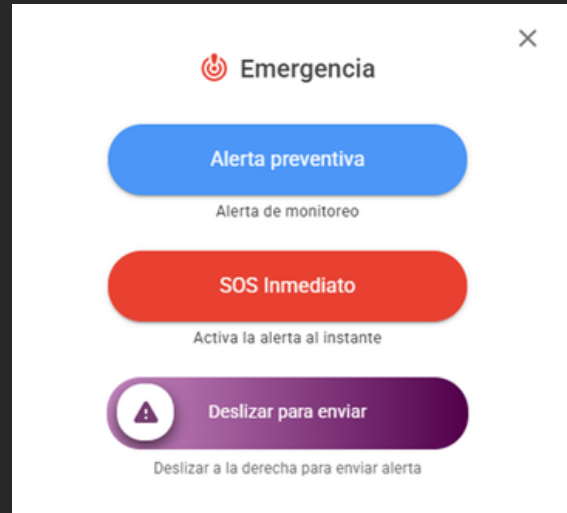 Emergencia
Alerta preventiva
Alerta de monitoreo
SOS Inmediato
Activa la alerta al instante
Deslizar para enviar
Deslizar a la derecha para enviar alerta